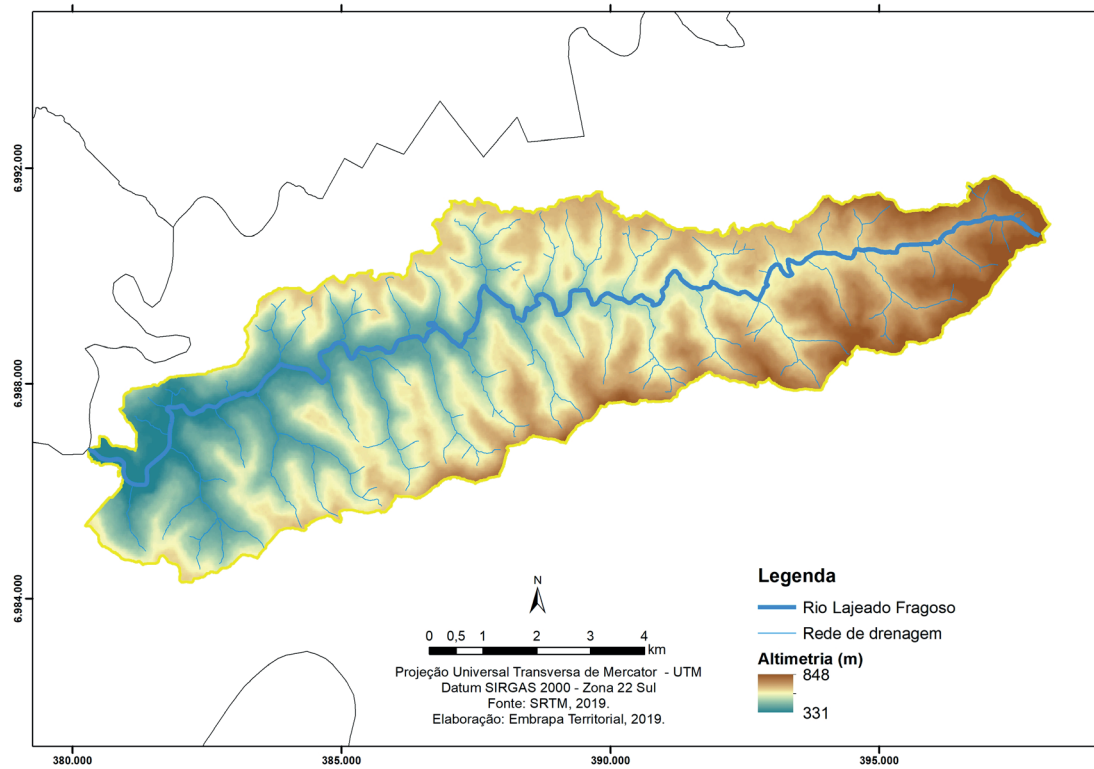 6.992.000
6.988.000
6.984.000
N
0 0,5 1 2 3 4
km
Projeção Universal Transversa de Mercator - UTM
Datum SIRGAS 2000 - Zona 22 Sul
Fonte: SRTM, 2019.
Elaboração: Embrapa Territorial, 2019.
Legenda
Rio Lajeado Fragoso
Rede de drenagem
Altimetria (m)
848
331
380.000 385.000 390.000 395.000